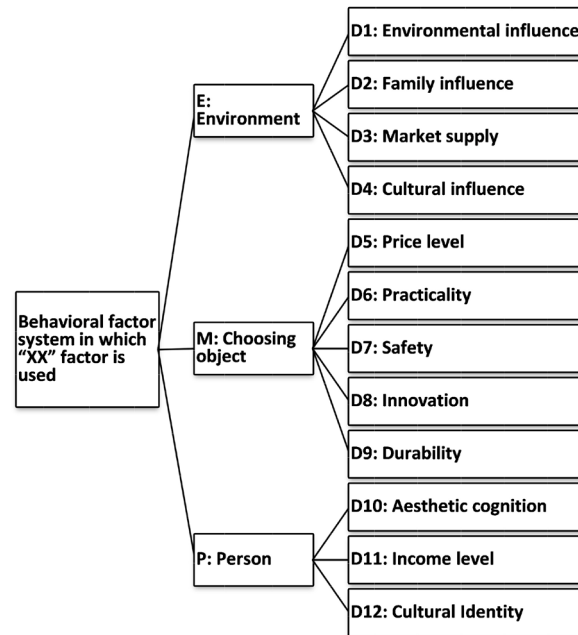 D1: Environmental influence
E:
Environment
D2: Family influence
D3: Market supply
D4: Cultural influence
Behavioral factor
system in which
“XX” factor is
used
M: Choosing
object
D5: Price level
D6: Practicality
D7: Safety
D8: Innovation
D9: Durability
P: Person
D10: Aesthetic cognition
D11: Income level
D12: Cultural Identity